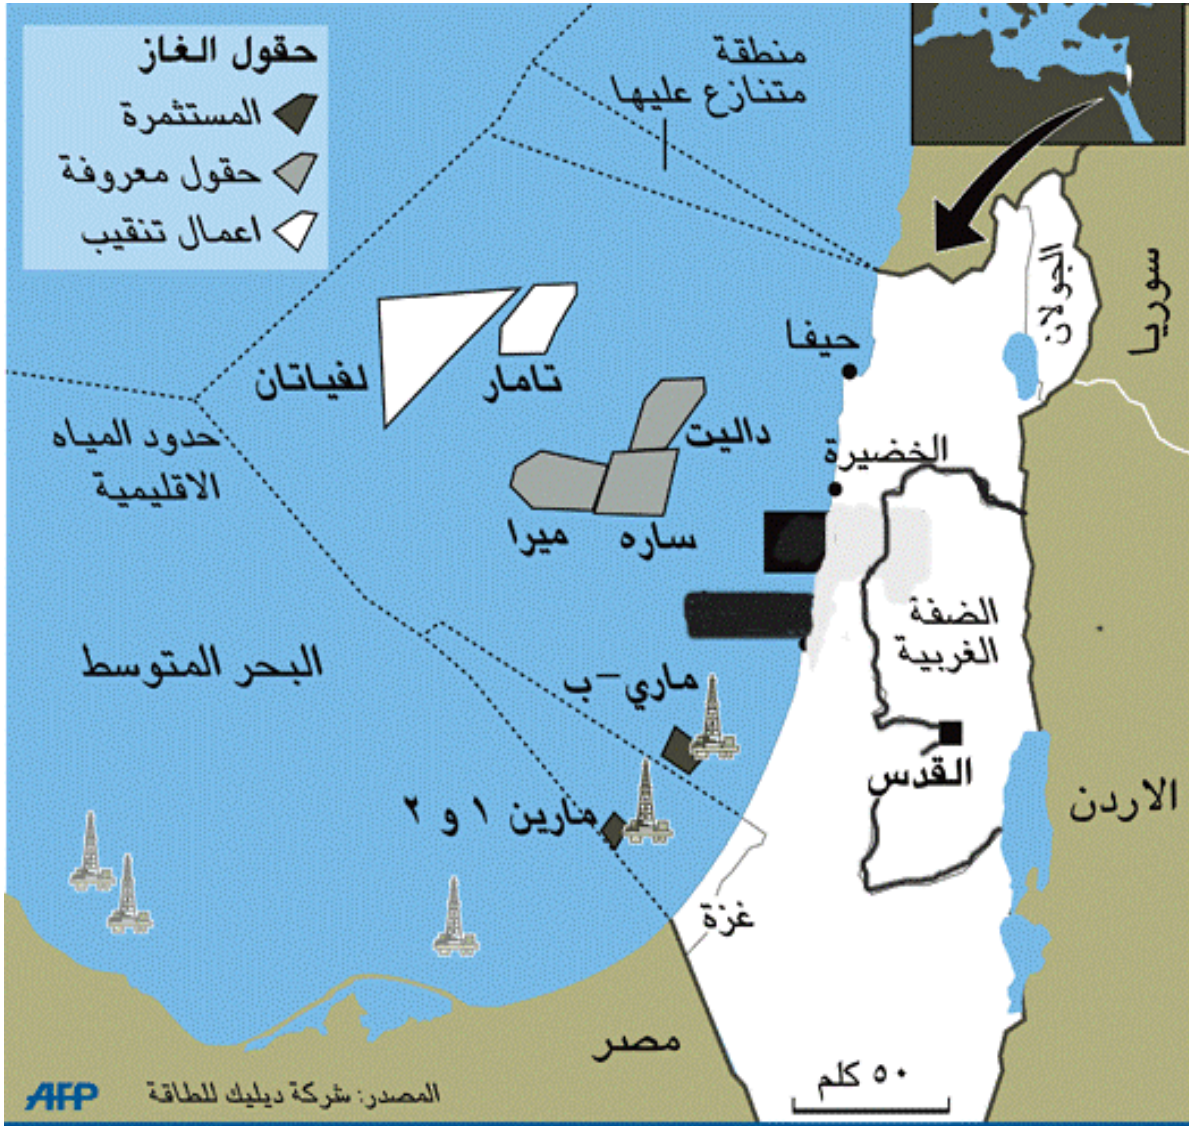 حقول الغاز
المستثمرة
حقول معروفة
اعمال تنقيب
منطقة
متنازع عليها
الجولان
سوريا
حيفا
لفياتان
تامار
داليت
الخضيرة
حدود المياه
الاقليمية
ميرا
ساره
الضفة
الغربية
البحر المتوسط
ماري-ب
القدس
الاردن
مارين ١ و ٢
غزة
مصر
٥٠ كلم
AFP
المصدر: شركة ديليك للطاقة